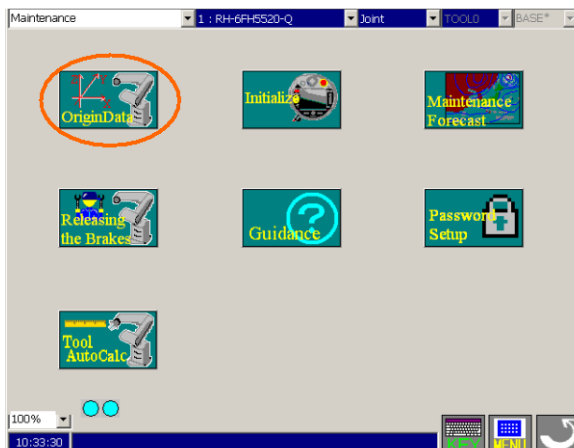 Maintenance
1 : RH-6FH5520-Q
Joint
TOOL0
BASE*
OriginData
Initialize
Maintenance
Forecast
Releasing
the Brakes
Guidance
Password
Setup
Tool
AutoCalc
100%
10:33:30
KEY
MENU